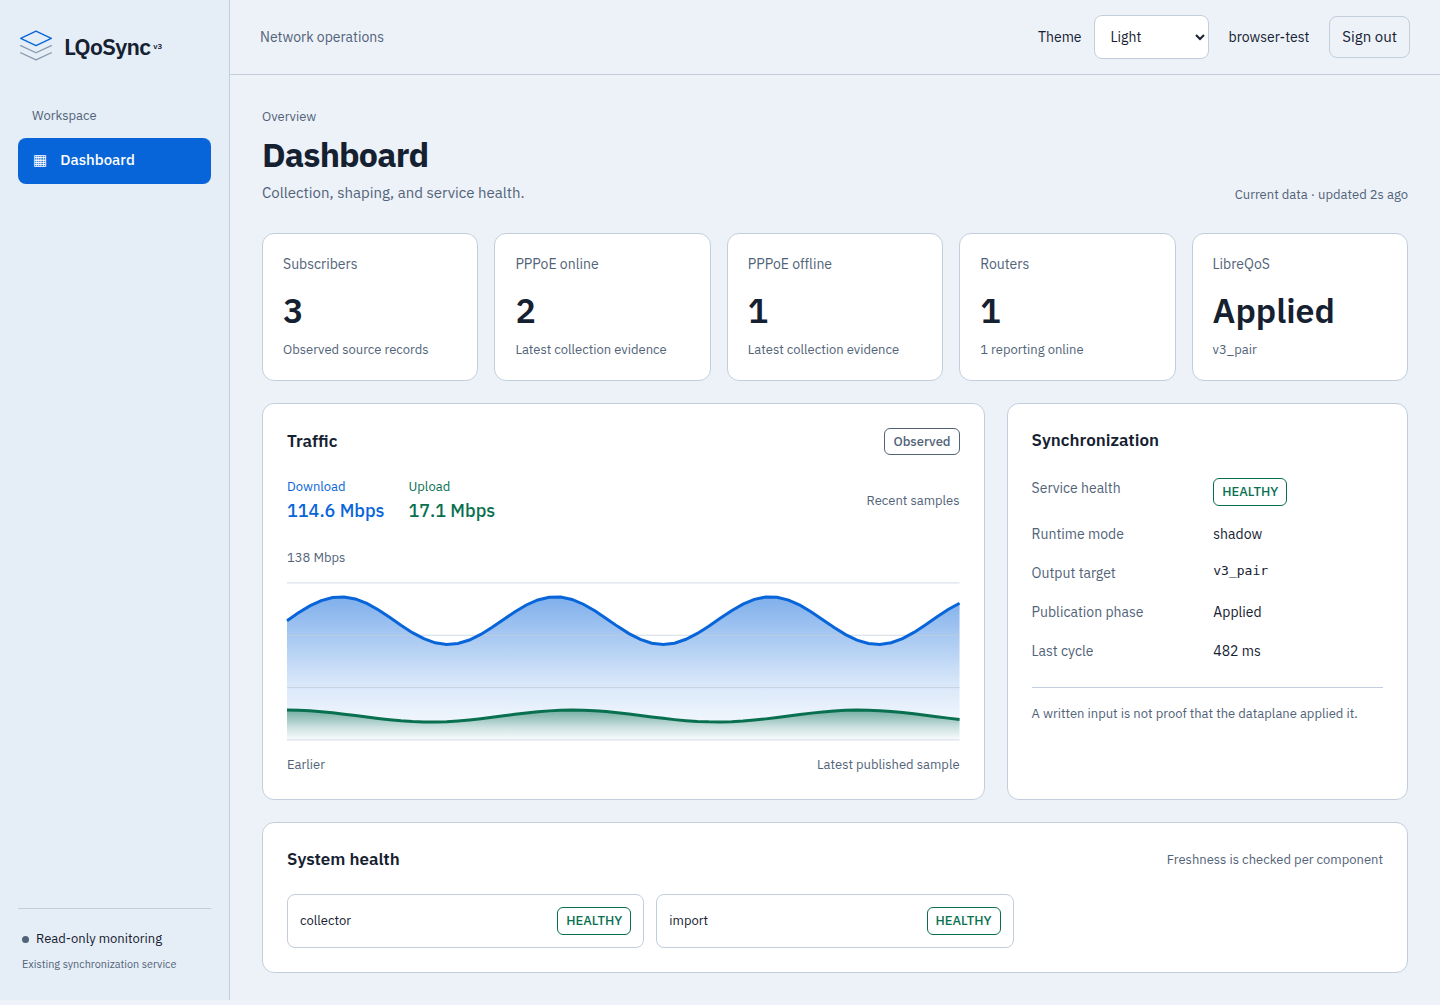 LQoSync v3
Workspace
Dashboard
Read-only monitoring
Existing synchronization service
Network operations
Theme Light browser-test Sign out
Overview
Dashboard
Collection, shaping, and service health.
Current data · updated 2s ago
Subscribers
3
Observed source records
PPPoE online
2
Latest collection evidence
PPPoE offline
1
Latest collection evidence
Routers
1
1 reporting online
LibreQoS
Applied
v3_pair
Traffic
Observed
Download
114.6 Mbps
Upload
17.1 Mbps
Recent samples
138 Mbps
Earlier
Latest published sample
Synchronization
Service health HEALTHY
Runtime mode shadow
Output target v3_pair
Publication phase Applied
Last cycle 482 ms
A written input is not proof that the dataplane applied it.
System health
Freshness is checked per component
collector HEALTHY
import HEALTHY